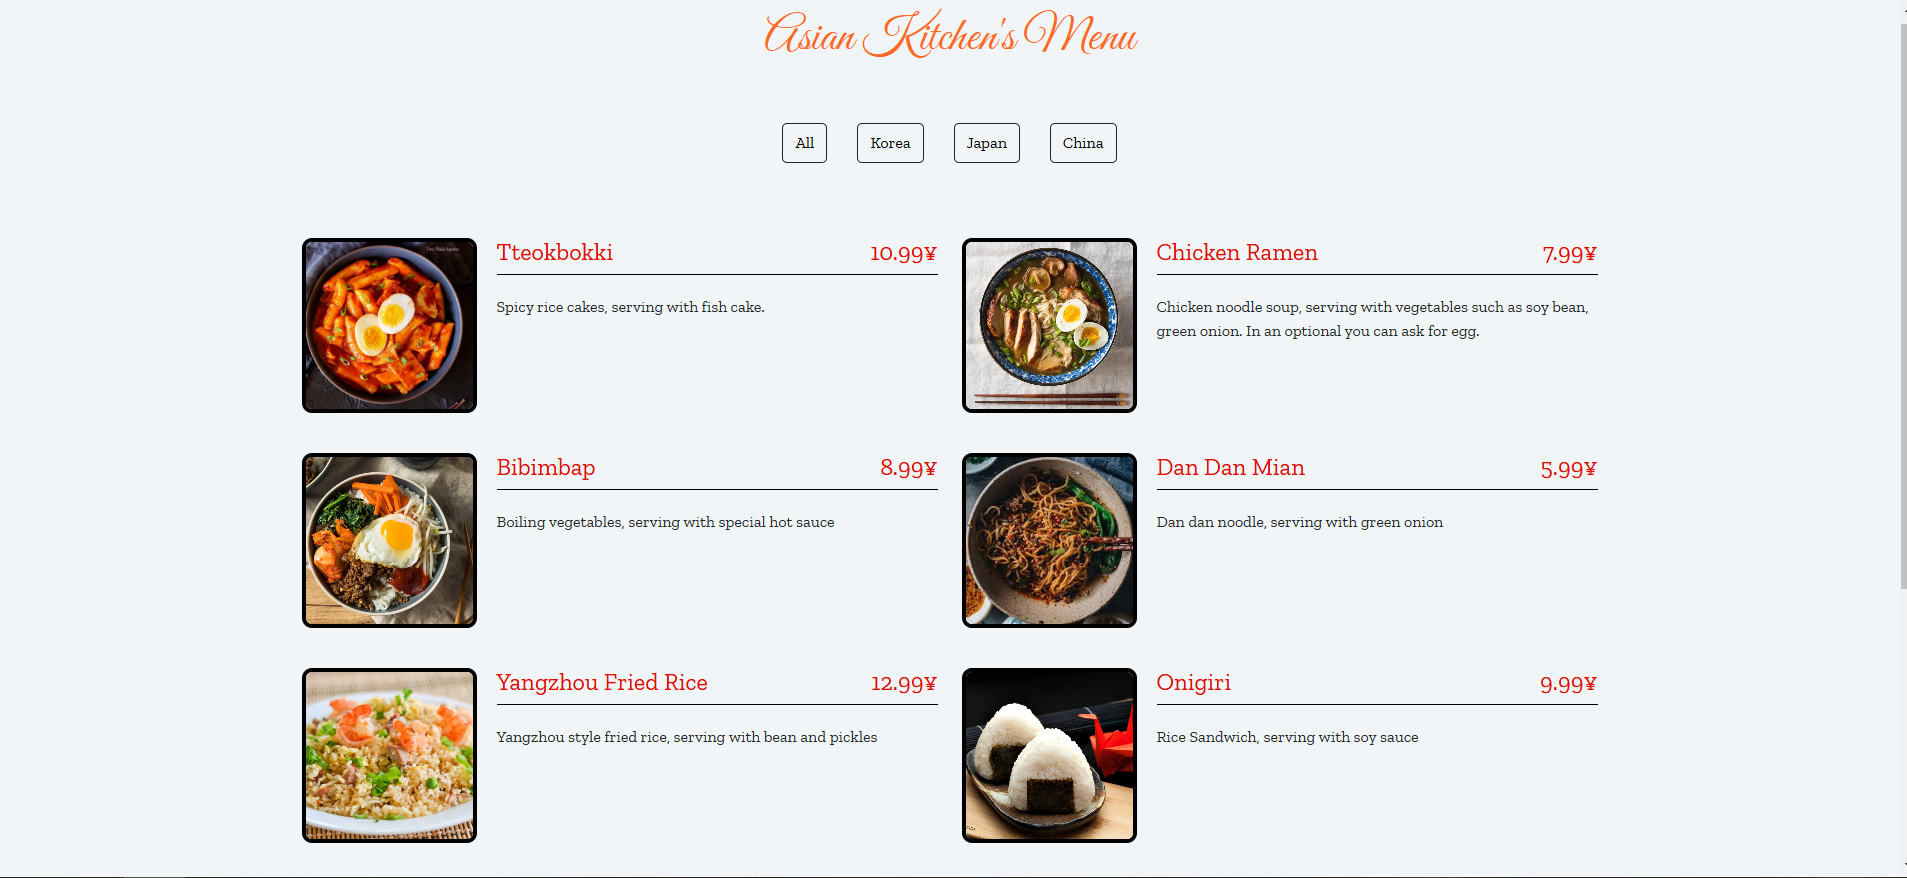 Asian Kitchen's Menu
All
Korea
Japan
China
Tteokbokki 10.99¥
Spicy rice cakes, serving with fish cake.
Chicken Ramen 7.99¥
Chicken noodle soup, serving with vegetables such as soy bean,
green onion. In an optional you can ask for egg.
Bibimbap 8.99¥
Boiling vegetables, serving with special hot sauce
Dan Dan Mian 5.99¥
Dan dan noodle, serving with green onion
Yangzhou Fried Rice 12.99¥
Yangzhou style fried rice, serving with bean and pickles
Onigiri 9.99¥
Rice Sandwich, serving with soy sauce